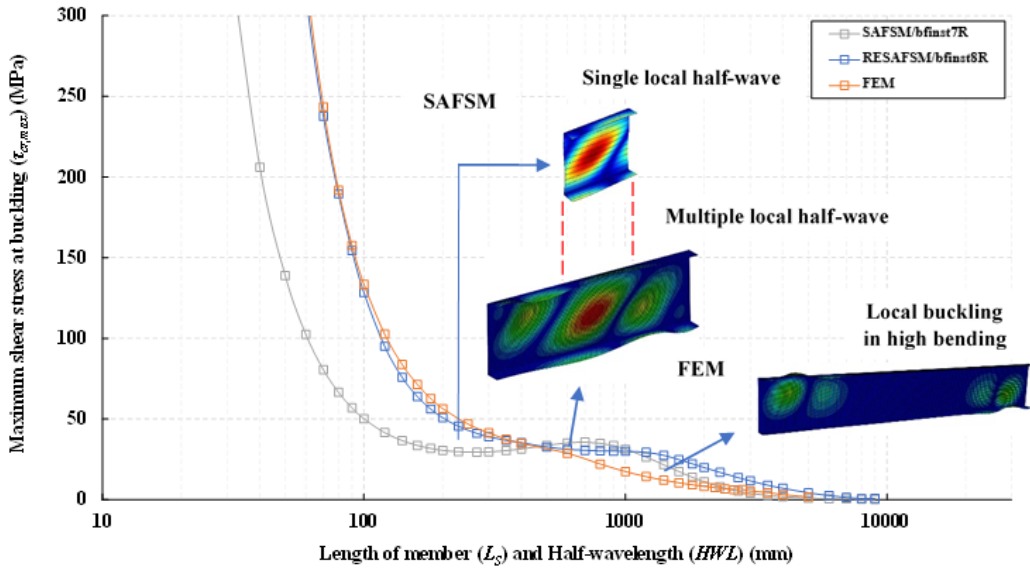 300
250
200
150
100
50
0
10
100
1000
10000
Maximum shear stress at buckling (τcr,max) (MPa)
Length of member (LS) and Half-wavelength (HWL) (mm)
SAFSM/bfinst7R
RESAFSM/bfinst8R
FEM
SAFSM
Single local half-wave
Multiple local half-wave
FEM
Local buckling
in high bending